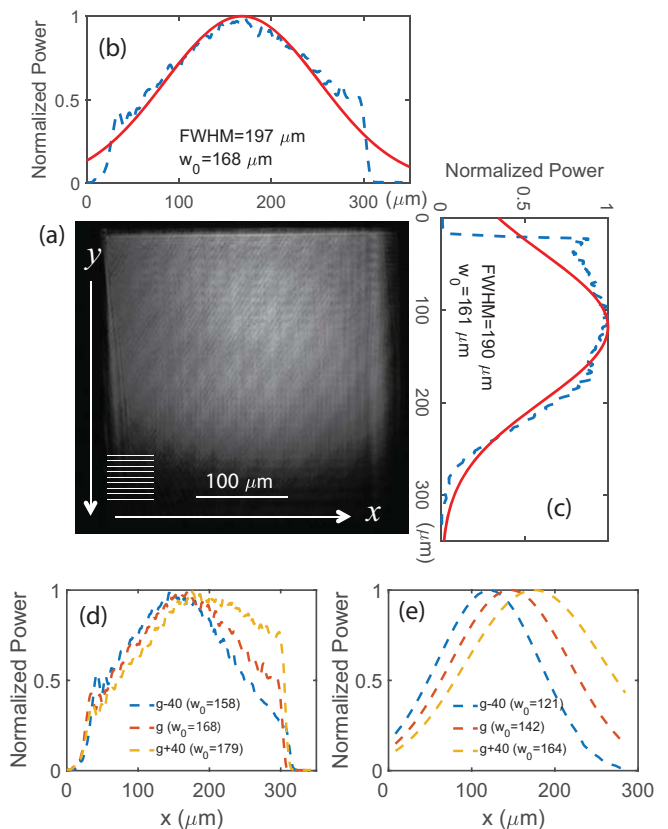 (b)
Normalized Power
1
0.5
0
FWHM=197 μm
w0=168 μm
0
100
200
300
(μm)
Normalized Power
0
0.5
1
0
100
200
300
(μm)
FWHM=190 μm
w0=161 μm
(c)
(a)
y
100 μm
x
(d)
Normalized Power
1
0.5
0
g-40 (w0=158)
g (w0=168)
g+40 (w0=179)
0
100
200
300
x (μm)
(e)
Normalized Power
1
0.5
0
g-40 (w0=121)
g (w0=142)
g+40 (w0=164)
0
100
200
300
x (μm)